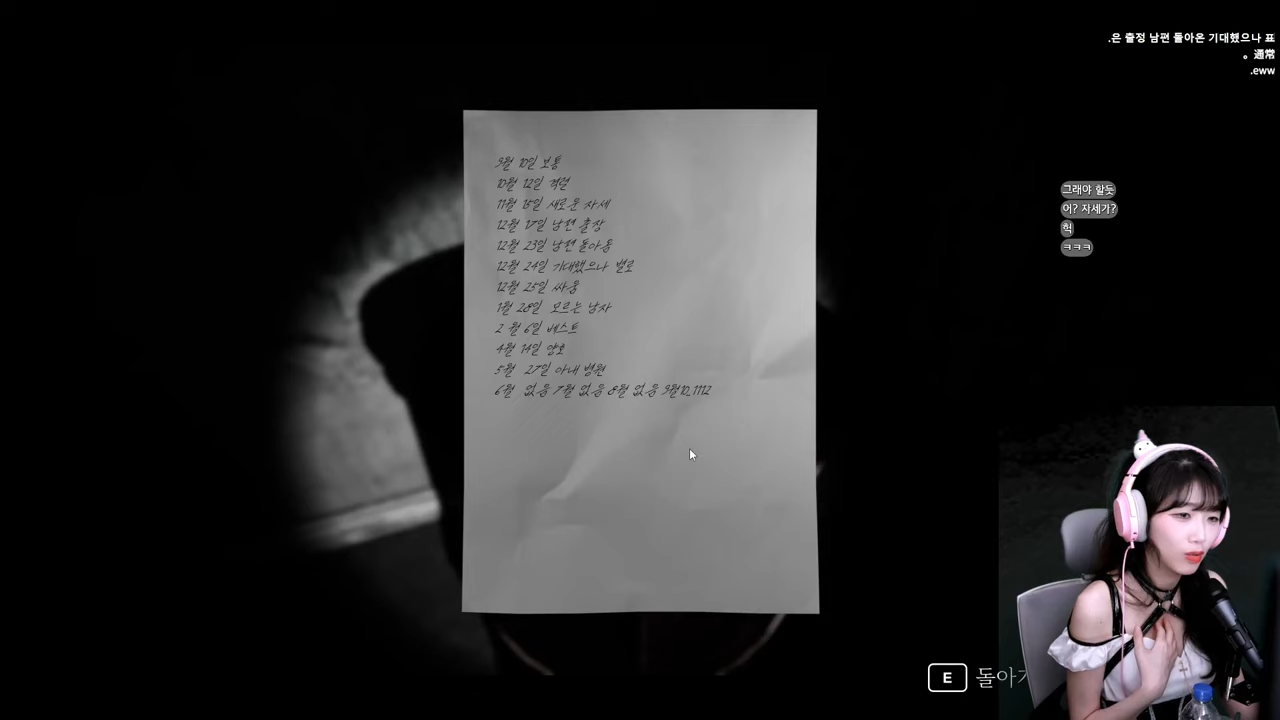 .은 출정 남편 돌아온 기대했으나 표
。通常
.eww
9월 10일 보통
10월 12일 격렬
11월 15일 새로운 자세
12월 17일 남편 출장
12월 23일 남편 돌아옴
12월 24일 기대했으나 별로
12월 25일 싸움
1월 28일 모르는 남자
2 월 6일 베스트
4월 14일 양호
5월 27일 아내 병원
6월 없음 7월 없음 8월 없음 9월10_1112
그래야 할듯
어? 자세가?
헉
ㅋㅋㅋ
E 돌아가